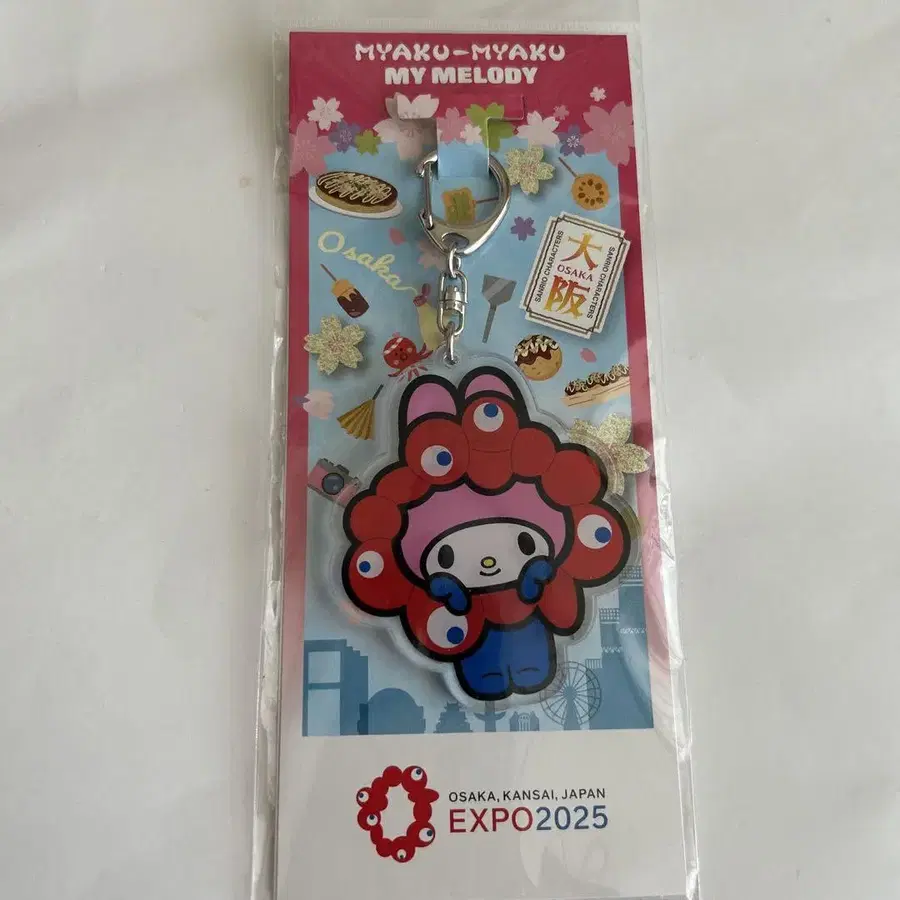 MYAKU-MYAKU
MY MELODY
Osaka
SANRIO CHARACTERS
大
OSAKA
阪
SANRIO CHARACTERS
OSAKA, KANSAI, JAPAN
EXPO2025